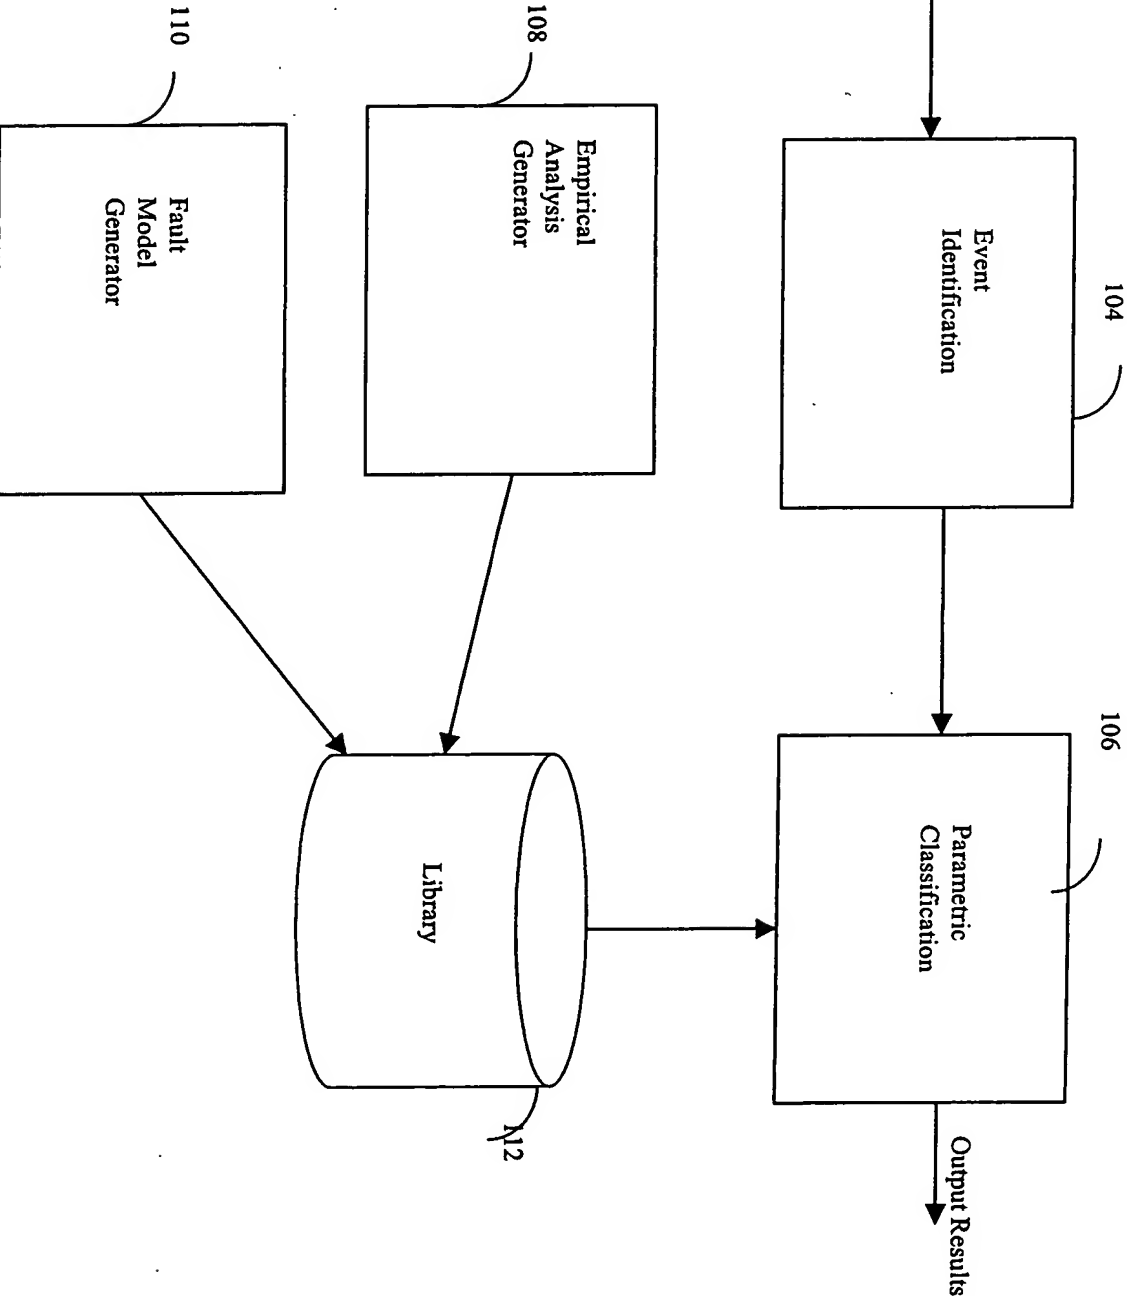 104
106
Event
Identification
Parametric
Classification
Output Results
108
Empirical
Analysis
Generator
Library
112
110
Fault
Model
Generator